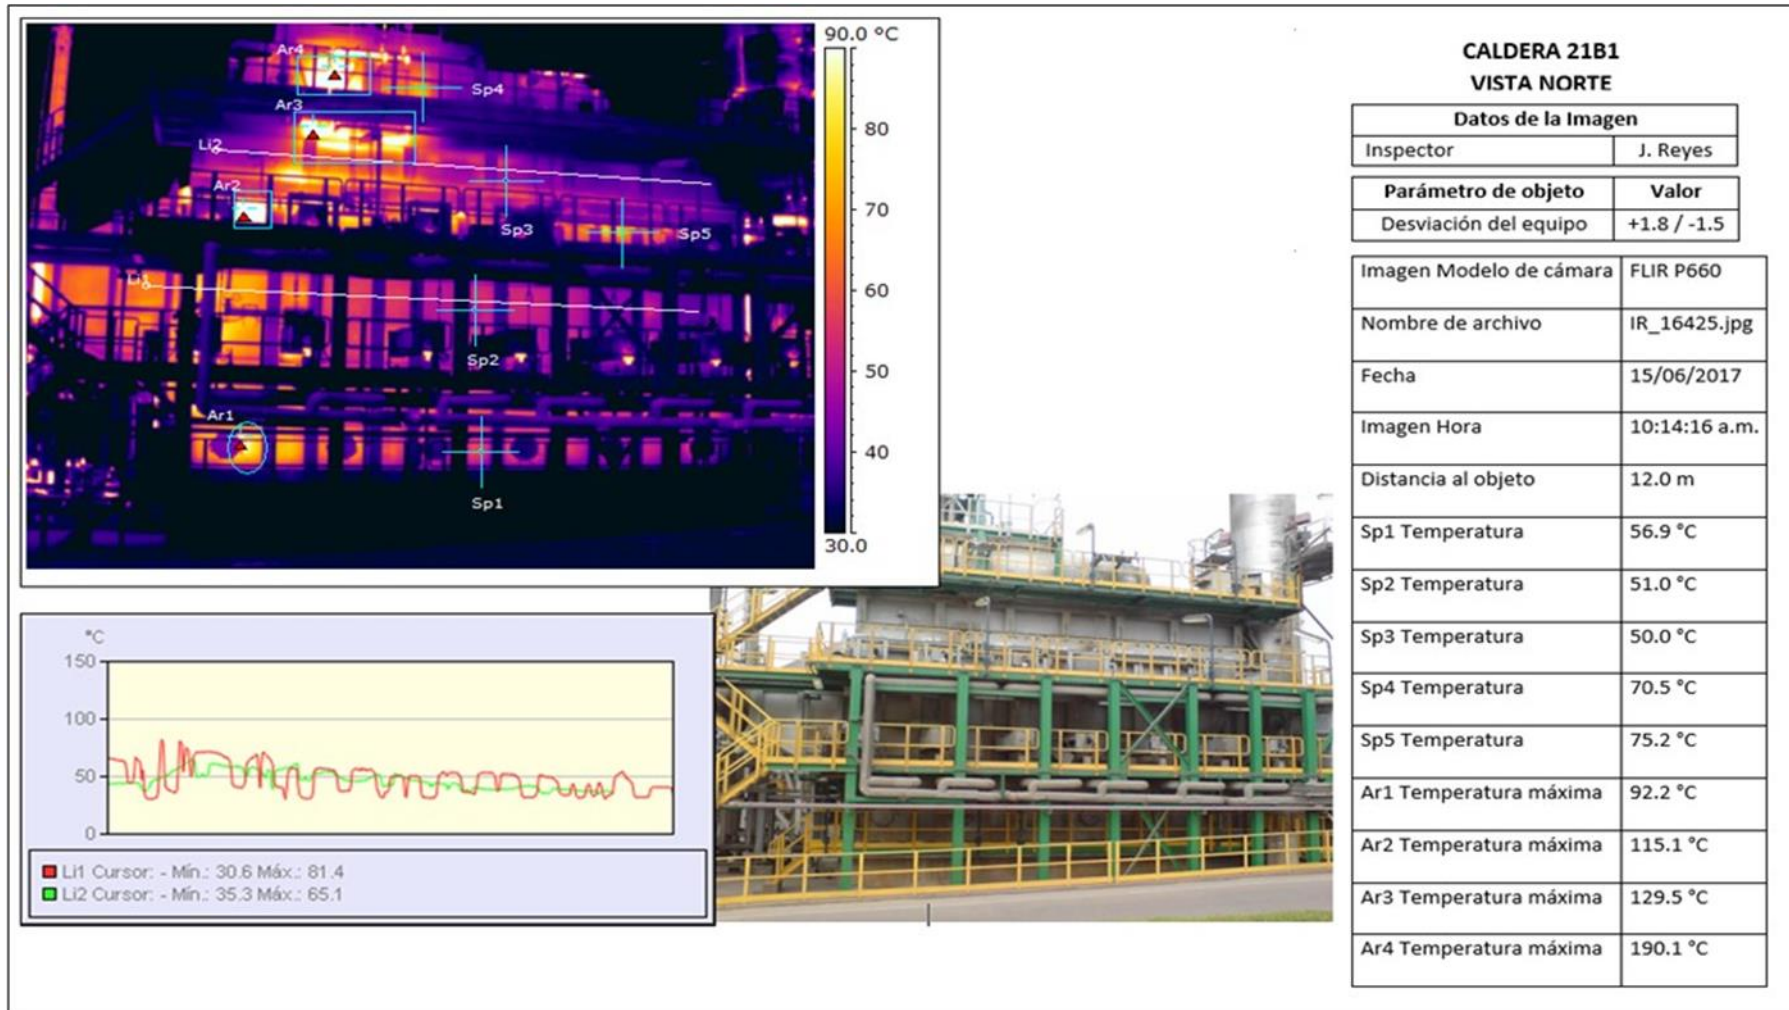 90.0 °C
80
70
60
50
40
30.0
Ar4
Sp4
Ar3
Li2
Ar2
Sp3
Sp5
Li1
Sp2
Ar1
Sp1
CALDERA 21B1
VISTA NORTE
Datos de la Imagen
Inspector J. Reyes
Parámetro de objeto Valor
Desviación del equipo +1.8 / -1.5
Imagen Modelo de cámara FLIR P660
Nombre de archivo IR_16425.jpg
Fecha 15/06/2017
Imagen Hora 10:14:16 a.m.
Distancia al objeto 12.0 m
Sp1 Temperatura 56.9 °C
Sp2 Temperatura 51.0 °C
Sp3 Temperatura 50.0 °C
Sp4 Temperatura 70.5 °C
Sp5 Temperatura 75.2 °C
Ar1 Temperatura máxima 92.2 °C
Ar2 Temperatura máxima 115.1 °C
Ar3 Temperatura máxima 129.5 °C
Ar4 Temperatura máxima 190.1 °C
°C
150
100
50
0
Li1 Cursor: - Mín.: 30.6 Máx.: 81.4
Li2 Cursor: - Mín.: 35.3 Máx.: 65.1